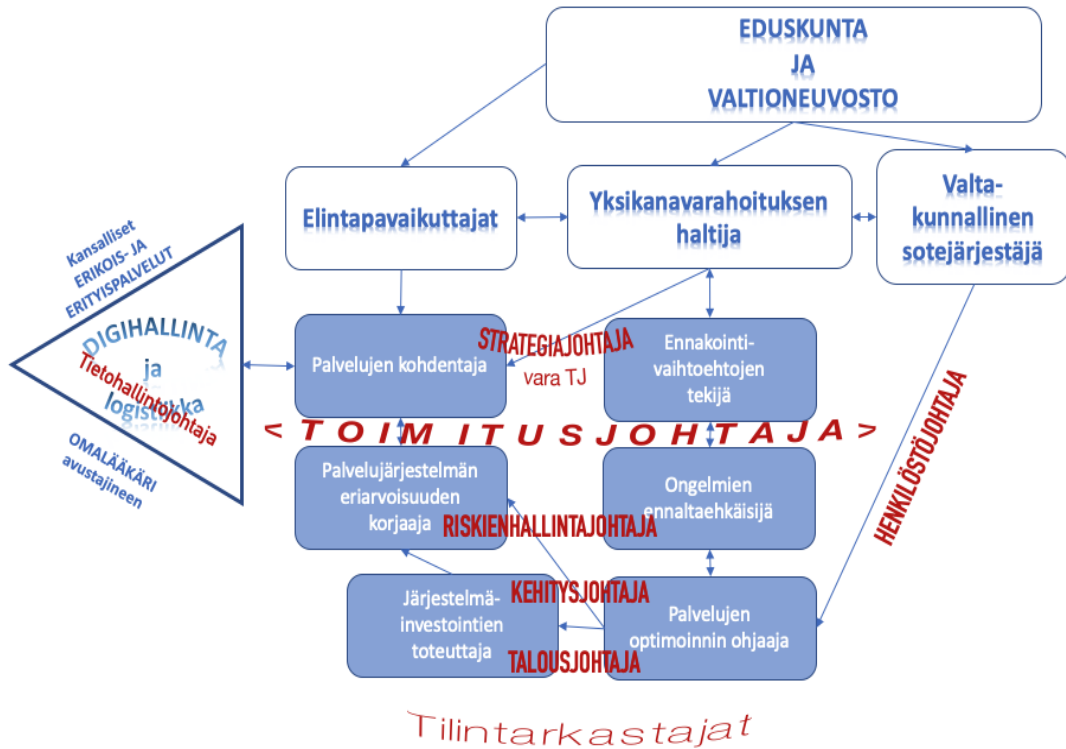 EDUSKUNTA
JA
VALTIONEUVOSTO
Elintapavaikuttajat
Yksikanavarahoituksen
haltija
Valta-
kunnallinen
sotejärjestäjä
Kansalliset
ERIKOIS- JA
ERITYISPALVELUT
DIGIHALLINTA
ja
logistiikka
Tietohallintojohtaja
OMALÄÄKÄRI
avustajineen
Palvelujen kohdentaja
STRATEGIAJOHTAJA
vara TJ
Ennakointi-
vaihtoehtojen
tekijä
<TOIMITUSJOHTAJA>
Palvelujärjestelmän
eriarvoisuuden
korjaaja
Ongelmien
ennaltaehkäisijä
RISKIENHALLINTAJOHTAJA
HENKILÖSTÖJOHTAJA
KEHITYSJOHTAJA
Järjestelmä-
investointien
toteuttaja
Palvelujen
optimoinnin ohjaaja
TALOUSJOHTAJA
Tilintarkastajat